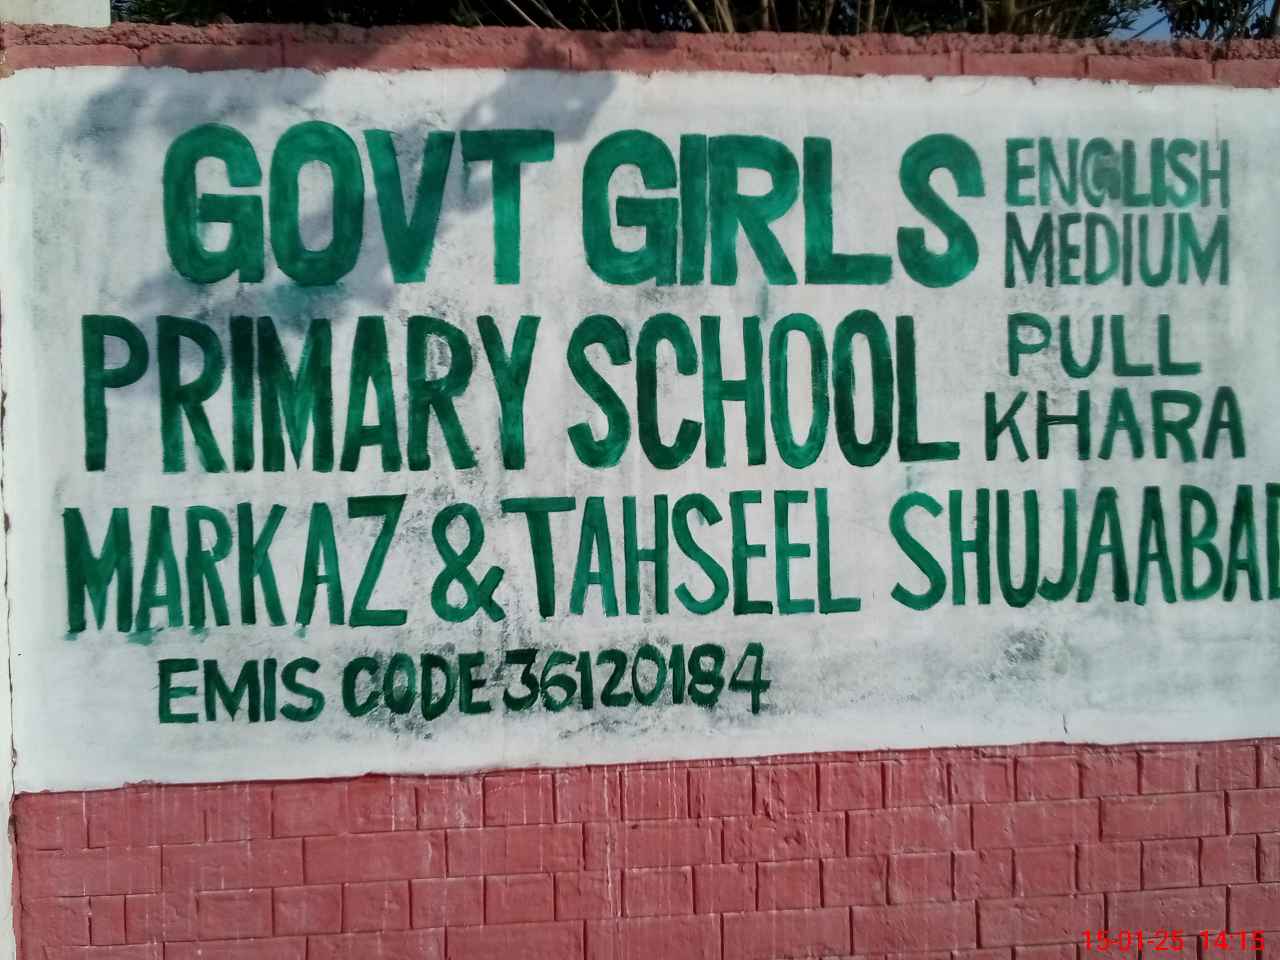 GOVT GIRLS ENGLISH MEDIUM
PRIMARY SCHOOL PULL KHARA
MARKAZ & TAHSEEL SHUJAABAD
EMIS CODE 36120184
15-01-25 14:15